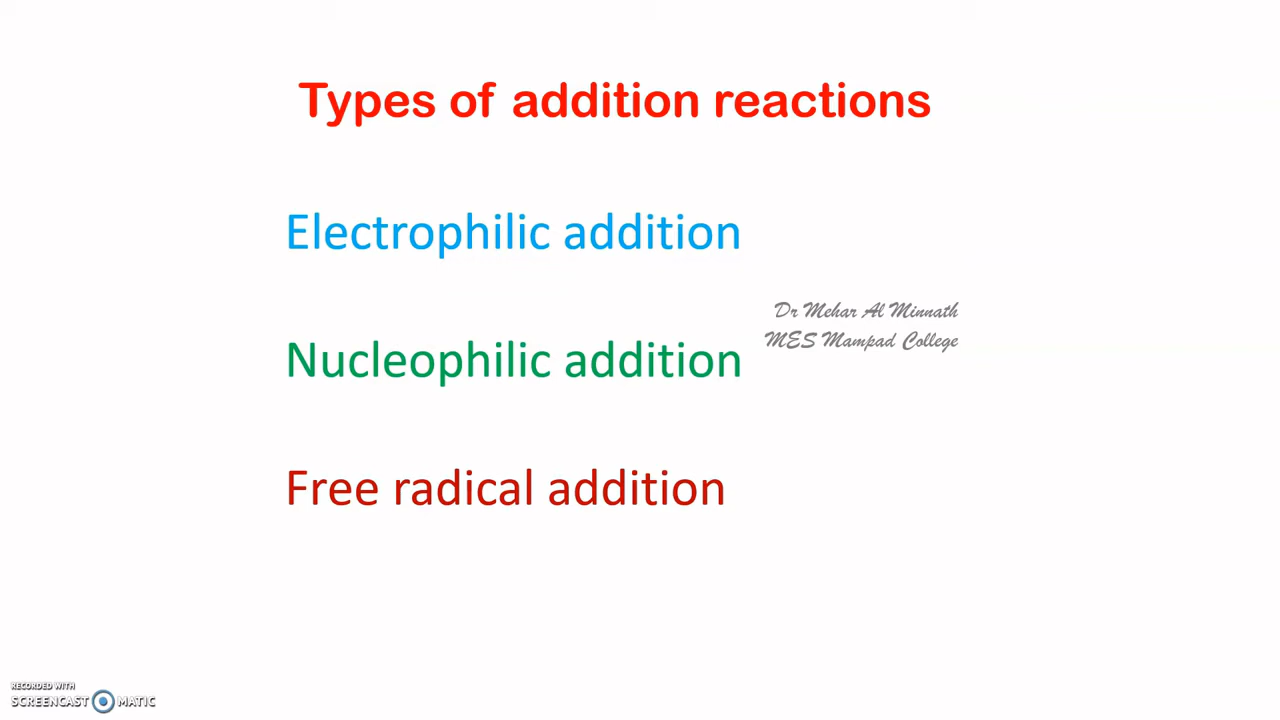 Types of addition reactions
Electrophilic addition
Dr Mehar Al Minnath
MES Mampad College
Nucleophilic addition
Free radical addition
RECORDED WITH
SCREENCAST MATIC